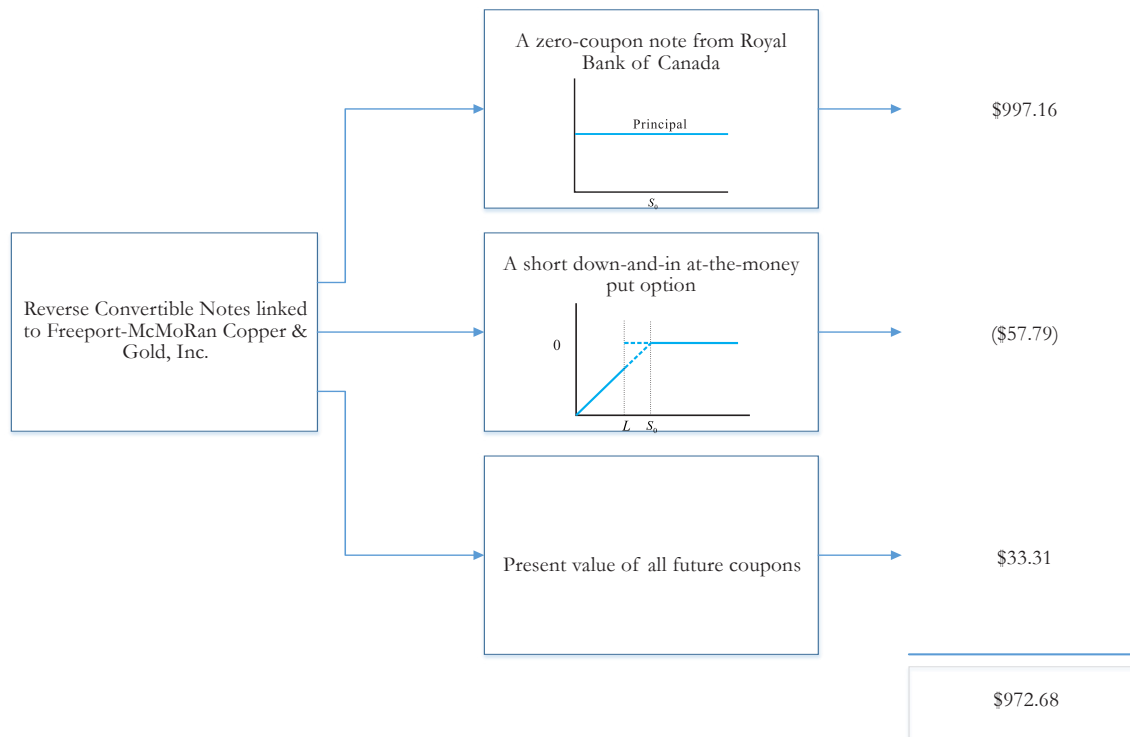 A zero-coupon note from Royal
Bank of Canada
Principal
S₀
$997.16
Reverse Convertible Notes linked
to Freeport-McMoRan Copper &
Gold, Inc.
A short down-and-in at-the-money
put option
0
L S₀
($57.79)
Present value of all future coupons
$33.31
$972.68